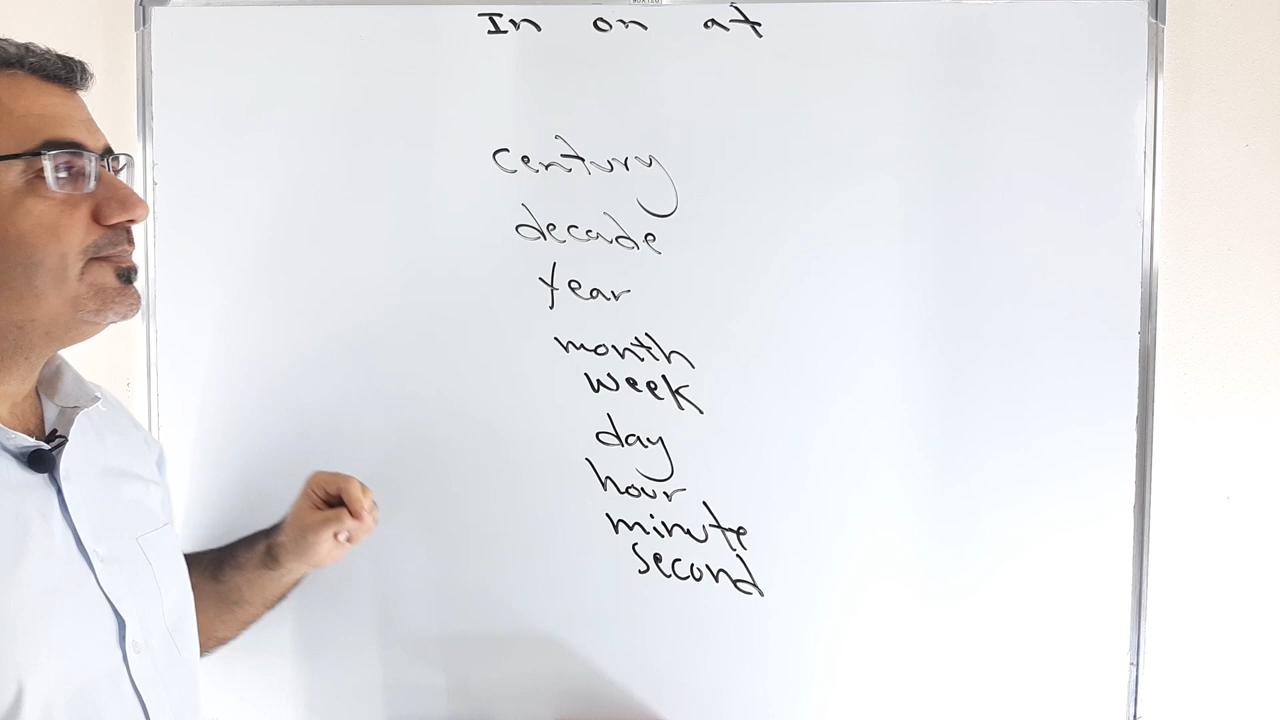 In on at
century
decade
year
month
week
day
hour
minute
second